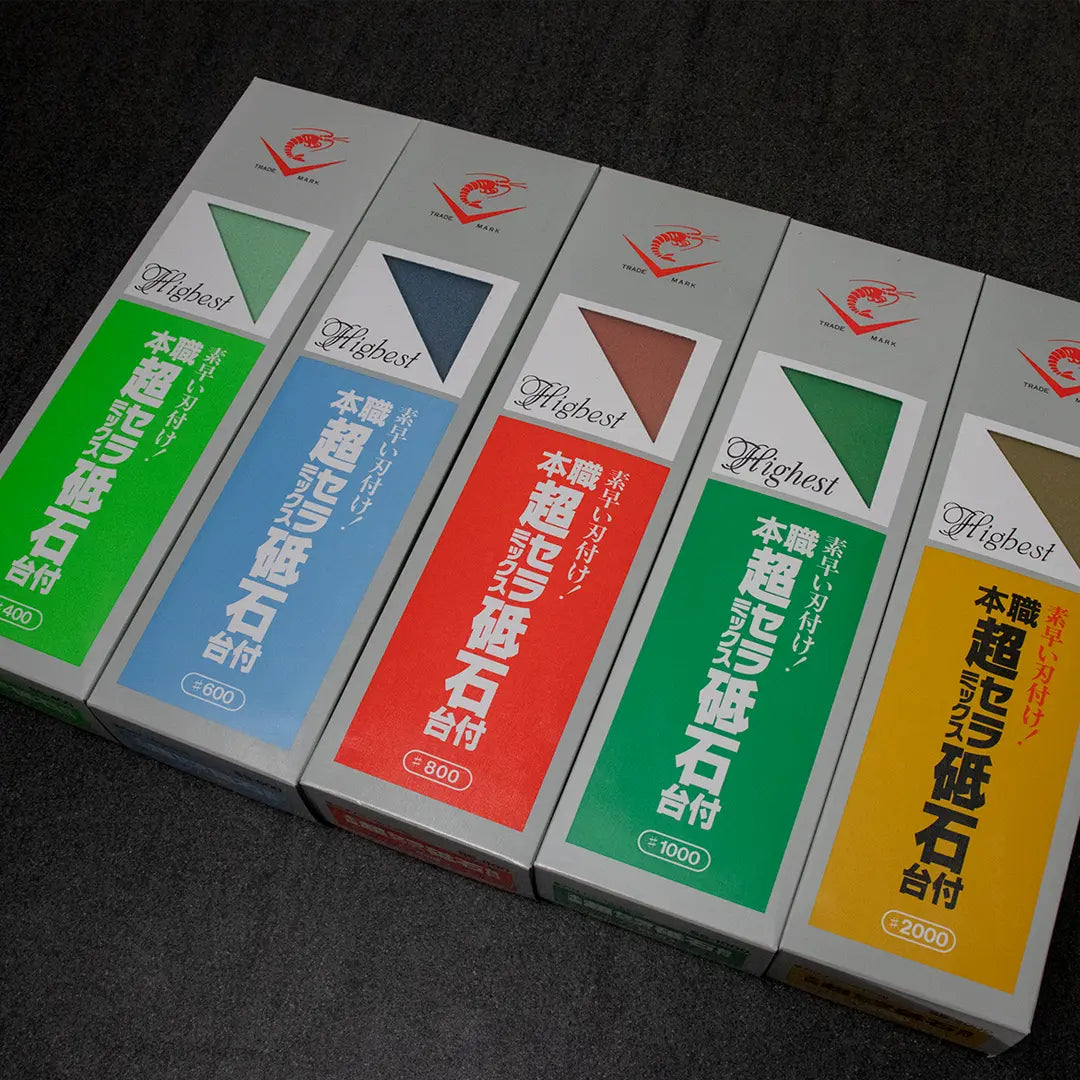 TRADE MARK
Highest
素早い刃付け!
本職
超セラミックス砥石
台付
#400
TRADE MARK
Highest
素早い刃付け!
本職
超セラミックス砥石
台付
#600
TRADE MARK
Highest
素早い刃付け!
本職
超セラミックス砥石
台付
#800
TRADE MARK
Highest
素早い刃付け!
本職
超セラミックス砥石
台付
#1000
TRADE
Highest
素早い刃付け!
本職
超セラミックス砥石
台付
#2000